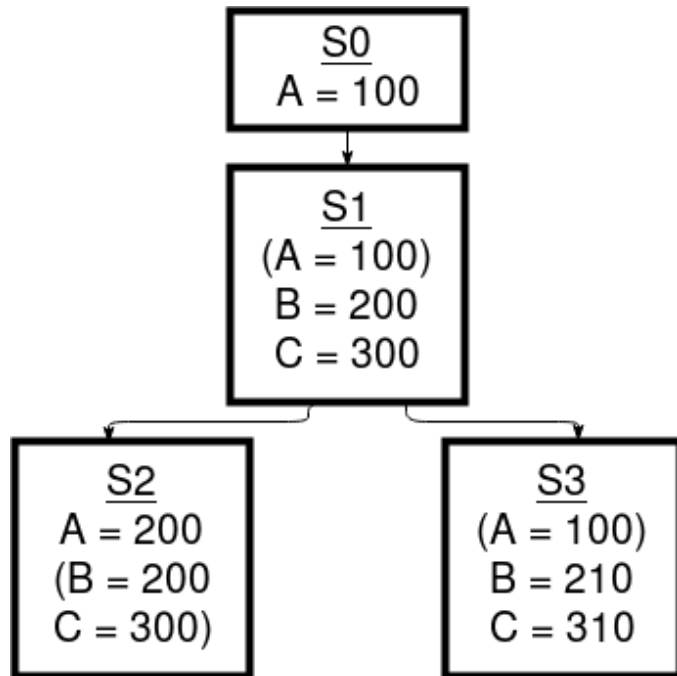 S0
A = 100
S1
(A = 100)
B = 200
C = 300
S2
A = 200
(B = 200
C = 300)
S3
(A = 100)
B = 210
C = 310